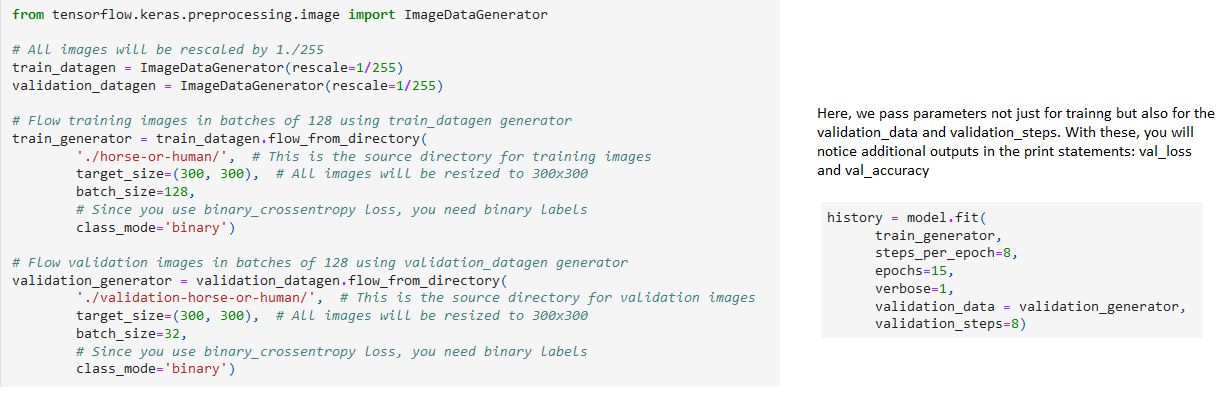 from tensorflow.keras.preprocessing.image import ImageDataGenerator
# All images will be rescaled by 1./255
train_datagen = ImageDataGenerator(rescale=1/255)
validation_datagen = ImageDataGenerator(rescale=1/255)
# Flow training images in batches of 128 using train_datagen generator
train_generator = train_datagen.flow_from_directory(
        './horse-or-human/',  # This is the source directory for training images
        target_size=(300, 300),  # All images will be resized to 300x300
        batch_size=128,
        # Since you use binary_crossentropy loss, you need binary labels
        class_mode='binary')
# Flow validation images in batches of 128 using validation_datagen generator
validation_generator = validation_datagen.flow_from_directory(
        './validation-horse-or-human/',  # This is the source directory for validation images
        target_size=(300, 300),  # All images will be resized to 300x300
        batch_size=32,
        # Since you use binary_crossentropy loss, you need binary labels
        class_mode='binary')
Here, we pass parameters not just for trainng but also for the
validation_data and validation_steps. With these, you will
notice additional outputs in the print statements: val_loss
and val_accuracy
history = model.fit(
      train_generator,
      steps_per_epoch=8,
      epochs=15,
      verbose=1,
      validation_data = validation_generator,
      validation_steps=8)